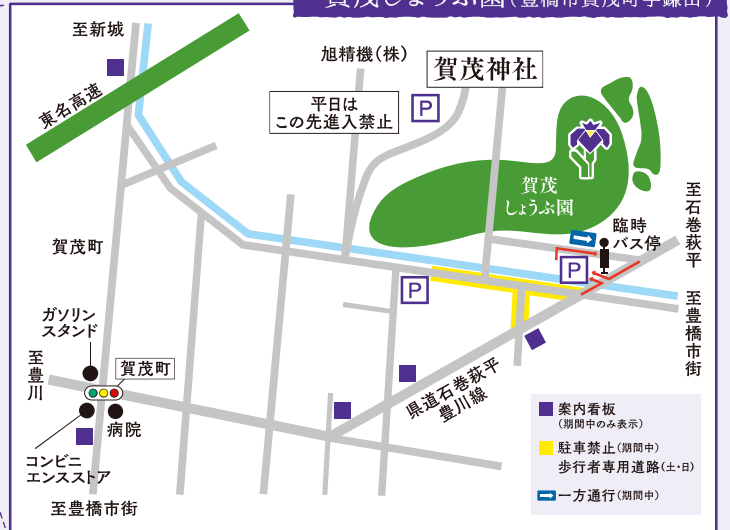 賀茂しょうぶ園(豊橋市賀茂町字鎌田)
至新城
東名高速
旭精機(株)
平日は
この先進入禁止
P
賀茂神社
賀茂
しょうぶ園
臨時
バス停
至石巻萩平
P
P
賀茂町
ガソリン
スタンド
至豊川
賀茂町
病院
コンビニ
エンスストア
至豊橋市街
県道石巻萩平
豊川線
至豊橋市街
案内看板
(期間中のみ表示)
駐車禁止(期間中)
歩行者専用道路(土・日)
一方通行(期間中)